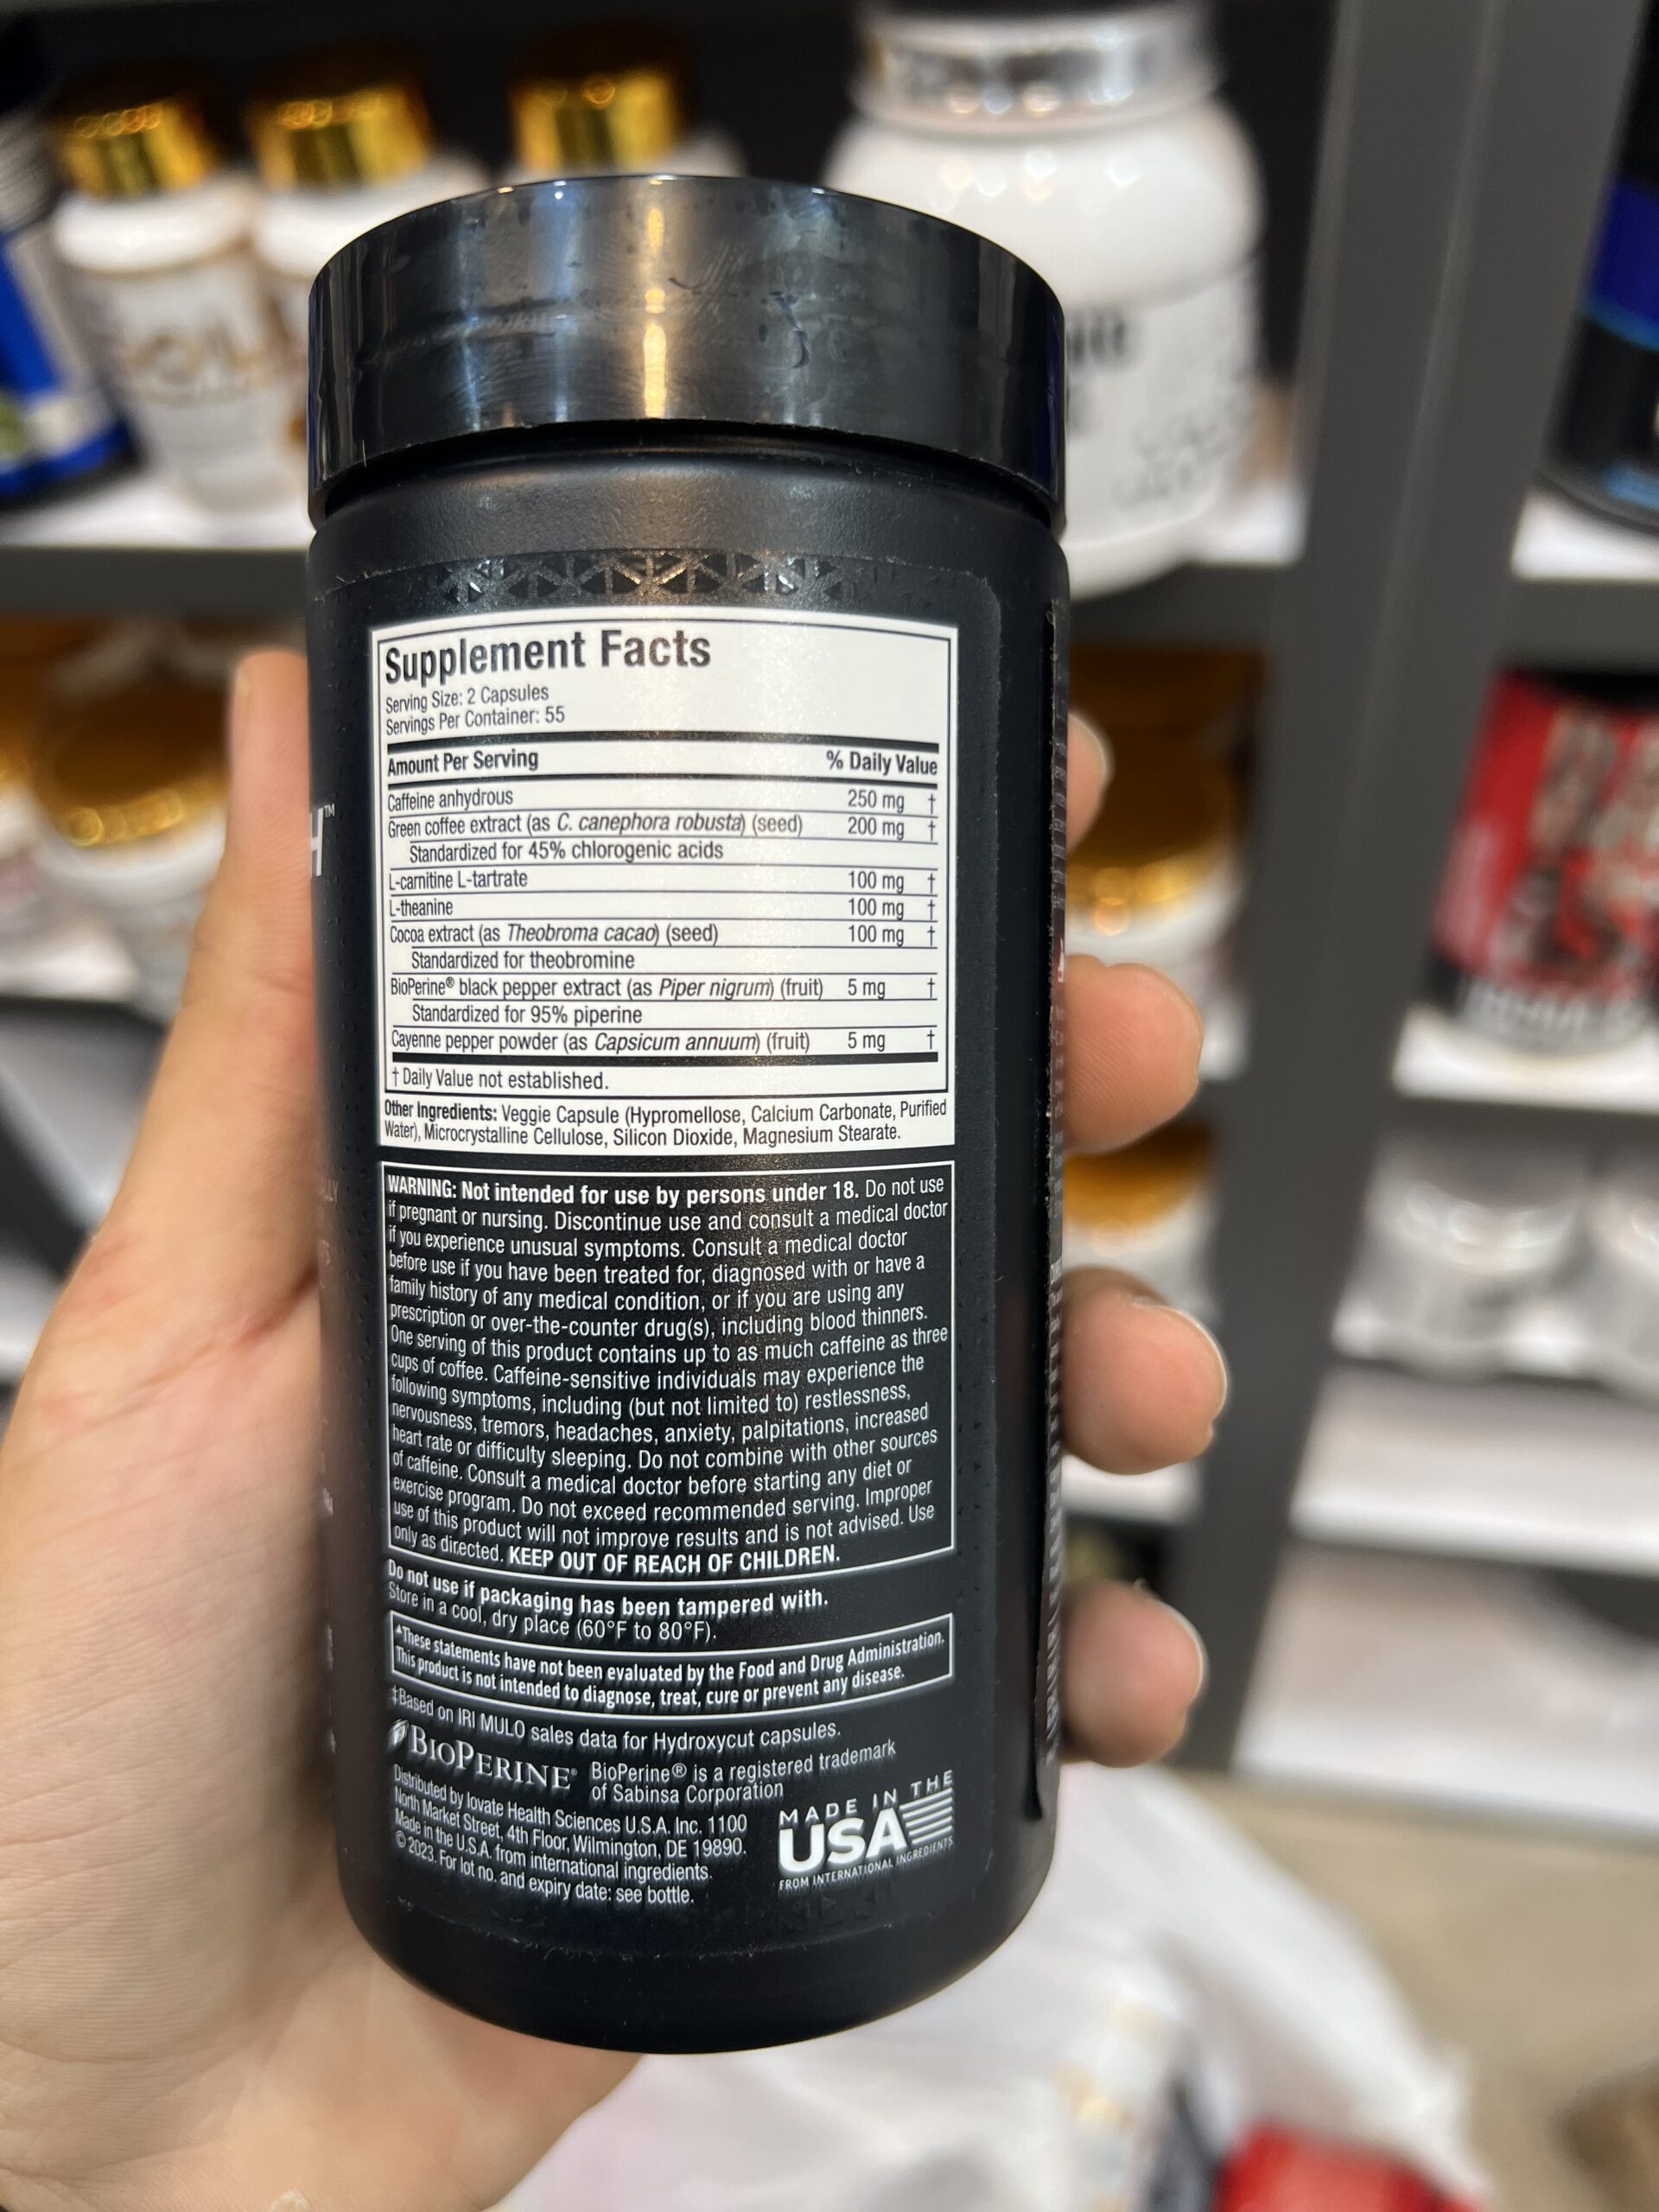 Supplement Facts
Serving Size: 2 Capsules
Servings Per Container: 55
Amount Per Serving % Daily Value
Caffeine anhydrous 250 mg †
Green coffee extract (as C. canephora robusta) (seed) 200 mg †
Standardized for 45% chlorogenic acids
L-carnitine L-tartrate 100 mg †
L-theanine 100 mg †
Cocoa extract (as Theobroma cacao) (seed) 100 mg †
Standardized for theobromine
BioPerine® black pepper extract (as Piper nigrum) (fruit) 5 mg †
Standardized for 95% piperine
Cayenne pepper powder (as Capsicum annuum) (fruit) 5 mg †
† Daily Value not established.
Other Ingredients: Veggie Capsule (Hypromellose, Calcium Carbonate, Purified
Water), Microcrystalline Cellulose, Silicon Dioxide, Magnesium Stearate.
WARNING: Not intended for use by persons under 18. Do not use
if pregnant or nursing. Discontinue use and consult a medical doctor
if you experience unusual symptoms. Consult a medical doctor
before use if you have been treated for, diagnosed with or have a
family history of any medical condition, or if you are using any
prescription or over-the-counter drug(s), including blood thinners.
One serving of this product contains up to as much caffeine as three
cups of coffee. Caffeine-sensitive individuals may experience the
following symptoms, including (but not limited to) restlessness,
nervousness, tremors, headaches, anxiety, palpitations, increased
heart rate or difficulty sleeping. Do not combine with other sources
of caffeine. Consult a medical doctor before starting any diet or
exercise program. Do not exceed recommended serving. Improper
use of this product will not improve results and is not advised. Use
only as directed. KEEP OUT OF REACH OF CHILDREN.
Do not use if packaging has been tampered with.
Store in a cool, dry place (60°F to 80°F).
▲These statements have not been evaluated by the Food and Drug Administration.
This product is not intended to diagnose, treat, cure or prevent any disease.
‡Based on IRI MULO sales data for Hydroxycut capsules.
BIOPERINE®
BioPerine® is a registered trademark
of Sabinsa Corporation
Distributed by Iovate Health Sciences U.S.A. Inc. 1100
North Market Street, 4th Floor, Wilmington, DE 19890.
Made in the U.S.A. from international ingredients.
© 2023. For lot no. and expiry date: see bottle.
MADE IN THE
USA
FROM INTERNATIONAL INGREDIENTS
H™